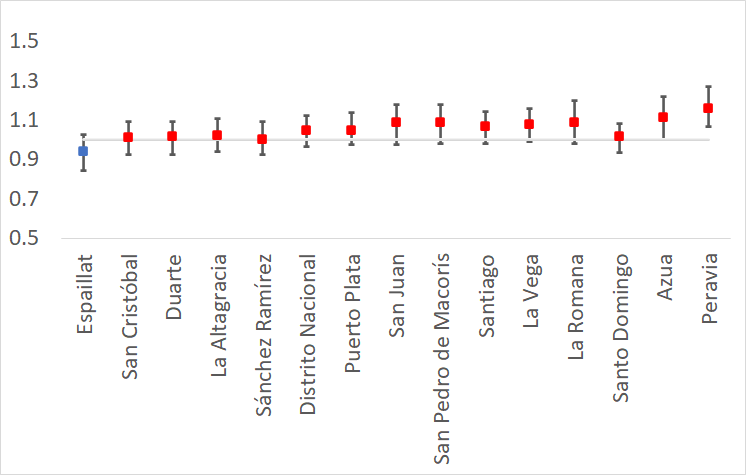 1.5
1.3
1.1
0.9
0.7
0.5
Espaillat
San Cristóbal
Duarte
La Altagracia
Sánchez Ramírez
Distrito Nacional
Puerto Plata
San Juan
San Pedro de Macorís
Santiago
La Vega
La Romana
Santo Domingo
Azua
Peravia